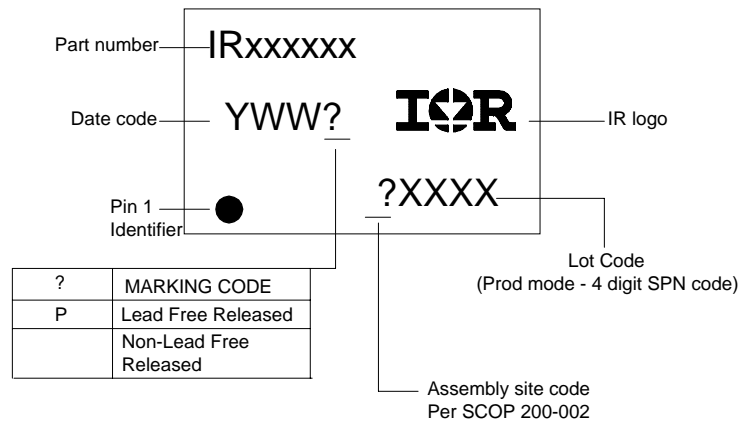 Part number
IRxxxxxx
Date code
YWW?
IOR
IR logo
?XXXX
Pin 1
Identifier
Lot Code
(Prod mode - 4 digit SPN code)
? MARKING CODE
P Lead Free Released
Non-Lead Free
Released
Assembly site code
Per SCOP 200-002